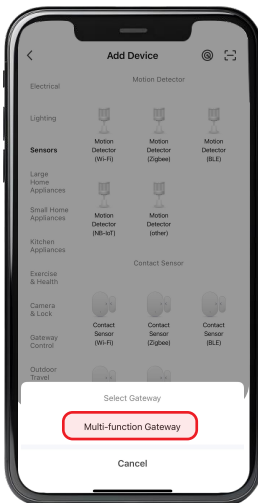 Add Device
Electrical
Lighting
Sensors
Large
Home
Appliances
Small Home
Appliances
Kitchen
Appliances
Exercise
& Health
Camera
& Lock
Gateway
Control
Outdoor
Travel
Motion Detector
Motion
Detector
(Wi-Fi)
Motion
Detector
(Zigbee)
Motion
Detector
(BLE)
Motion
Detector
(NB-IoT)
Motion
Detector
(other)
Contact Sensor
Contact
Sensor
(Wi-Fi)
Contact
Sensor
(Zigbee)
Contact
Sensor
(BLE)
Select Gateway
Multi-function Gateway
Cancel